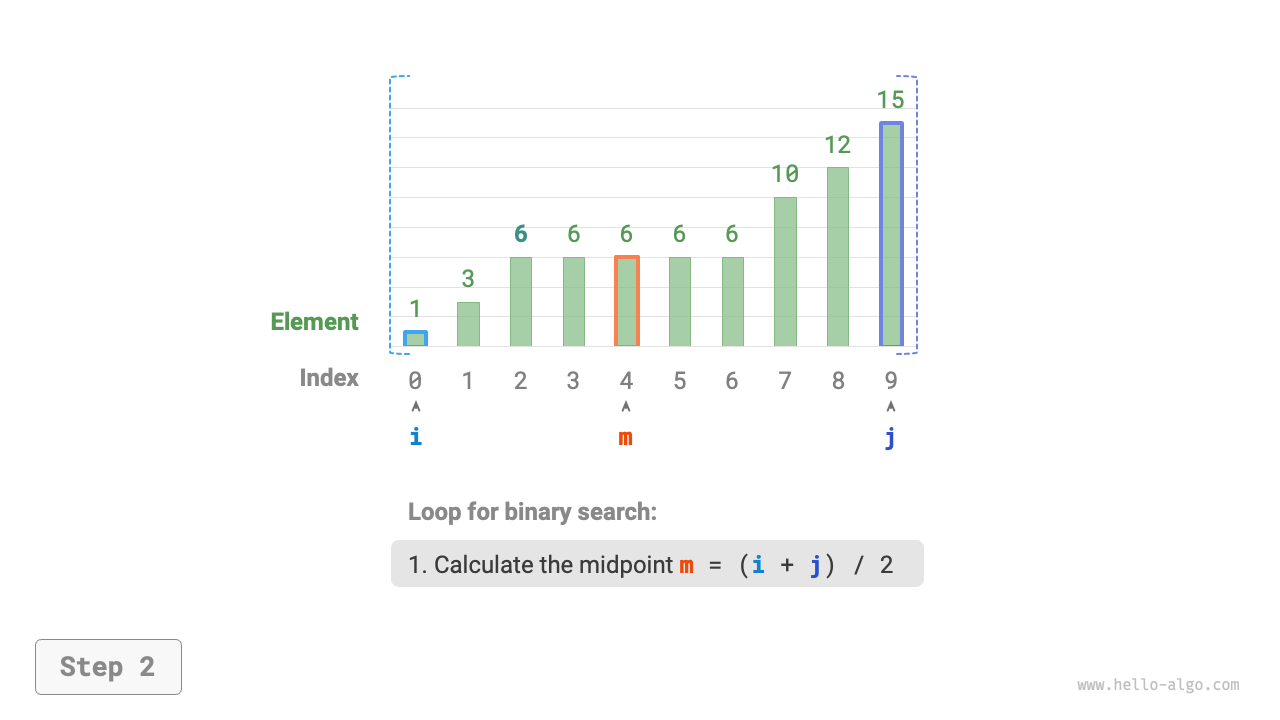 15
12
10
6 6 6 6 6
3
1
Element
Index 0 1 2 3 4 5 6 7 8 9
i m j
Loop for binary search:
1. Calculate the midpoint m = (i + j) / 2
Step 2
www.hello-algo.com